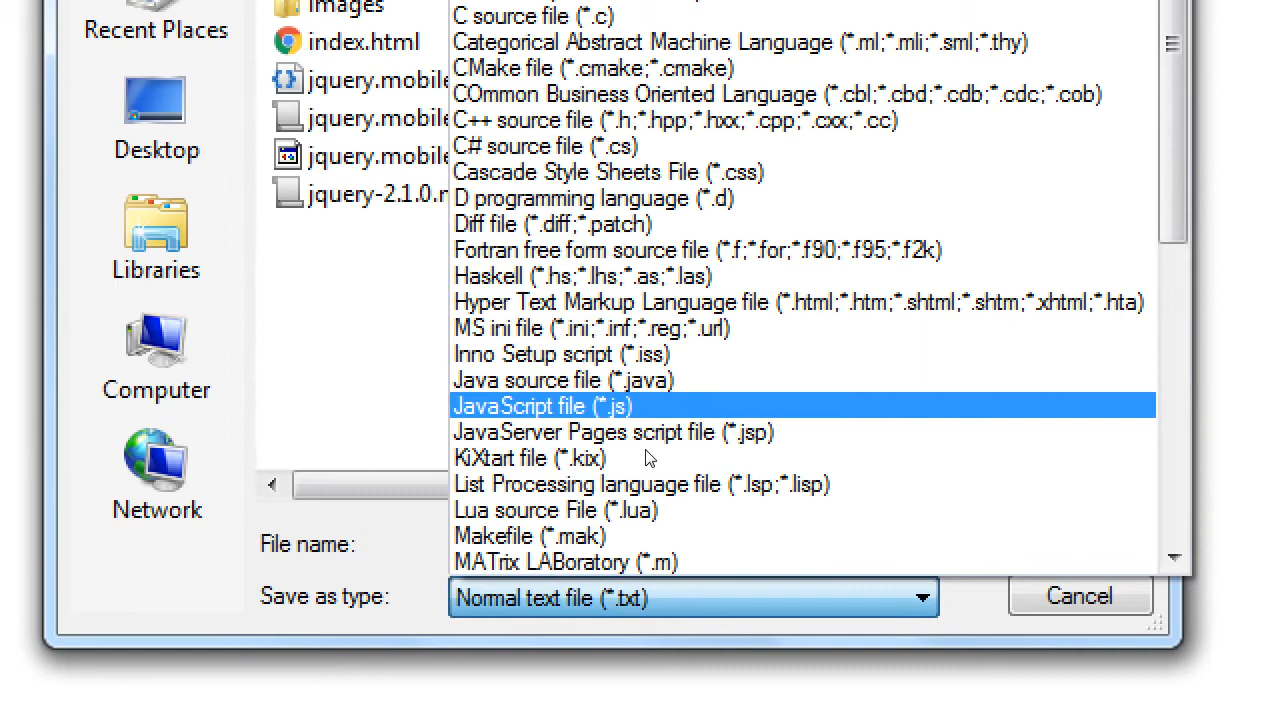 Recent Places
Desktop
Libraries
Computer
Network
images
index.html
jquery.mobile
jquery.mobile
jquery.mobile
jquery-2.1.0.
C source file (*.c)
Categorical Abstract Machine Language (*.ml;*.mli;*.sml;*.thy)
CMake file (*.cmake;*.cmake)
COmmon Business Oriented Language (*.cbl;*.cbd;*.cdb;*.cdc;*.cob)
C++ source file (*.h;*.hpp;*.hxx;*.cpp;*.cxx;*.cc)
C# source file (*.cs)
Cascade Style Sheets File (*.css)
D programming language (*.d)
Diff file (*.diff;*.patch)
Fortran free form source file (*.f;*.for;*.f90;*.f95;*.f2k)
Haskell (*.hs;*.lhs;*.as;*.las)
Hyper Text Markup Language file (*.html;*.htm;*.shtml;*.shtm;*.xhtml;*.hta)
MS ini file (*.ini;*.inf;*.reg;*.url)
Inno Setup script (*.iss)
Java source file (*.java)
JavaScript file (*.js)
JavaServer Pages script file (*.jsp)
KiXtart file (*.kix)
List Processing language file (*.lsp;*.lisp)
Lua source File (*.lua)
Makefile (*.mak)
MATrix LABoratory (*.m)
File name:
Save as type:
Normal text file (*.txt)
Cancel